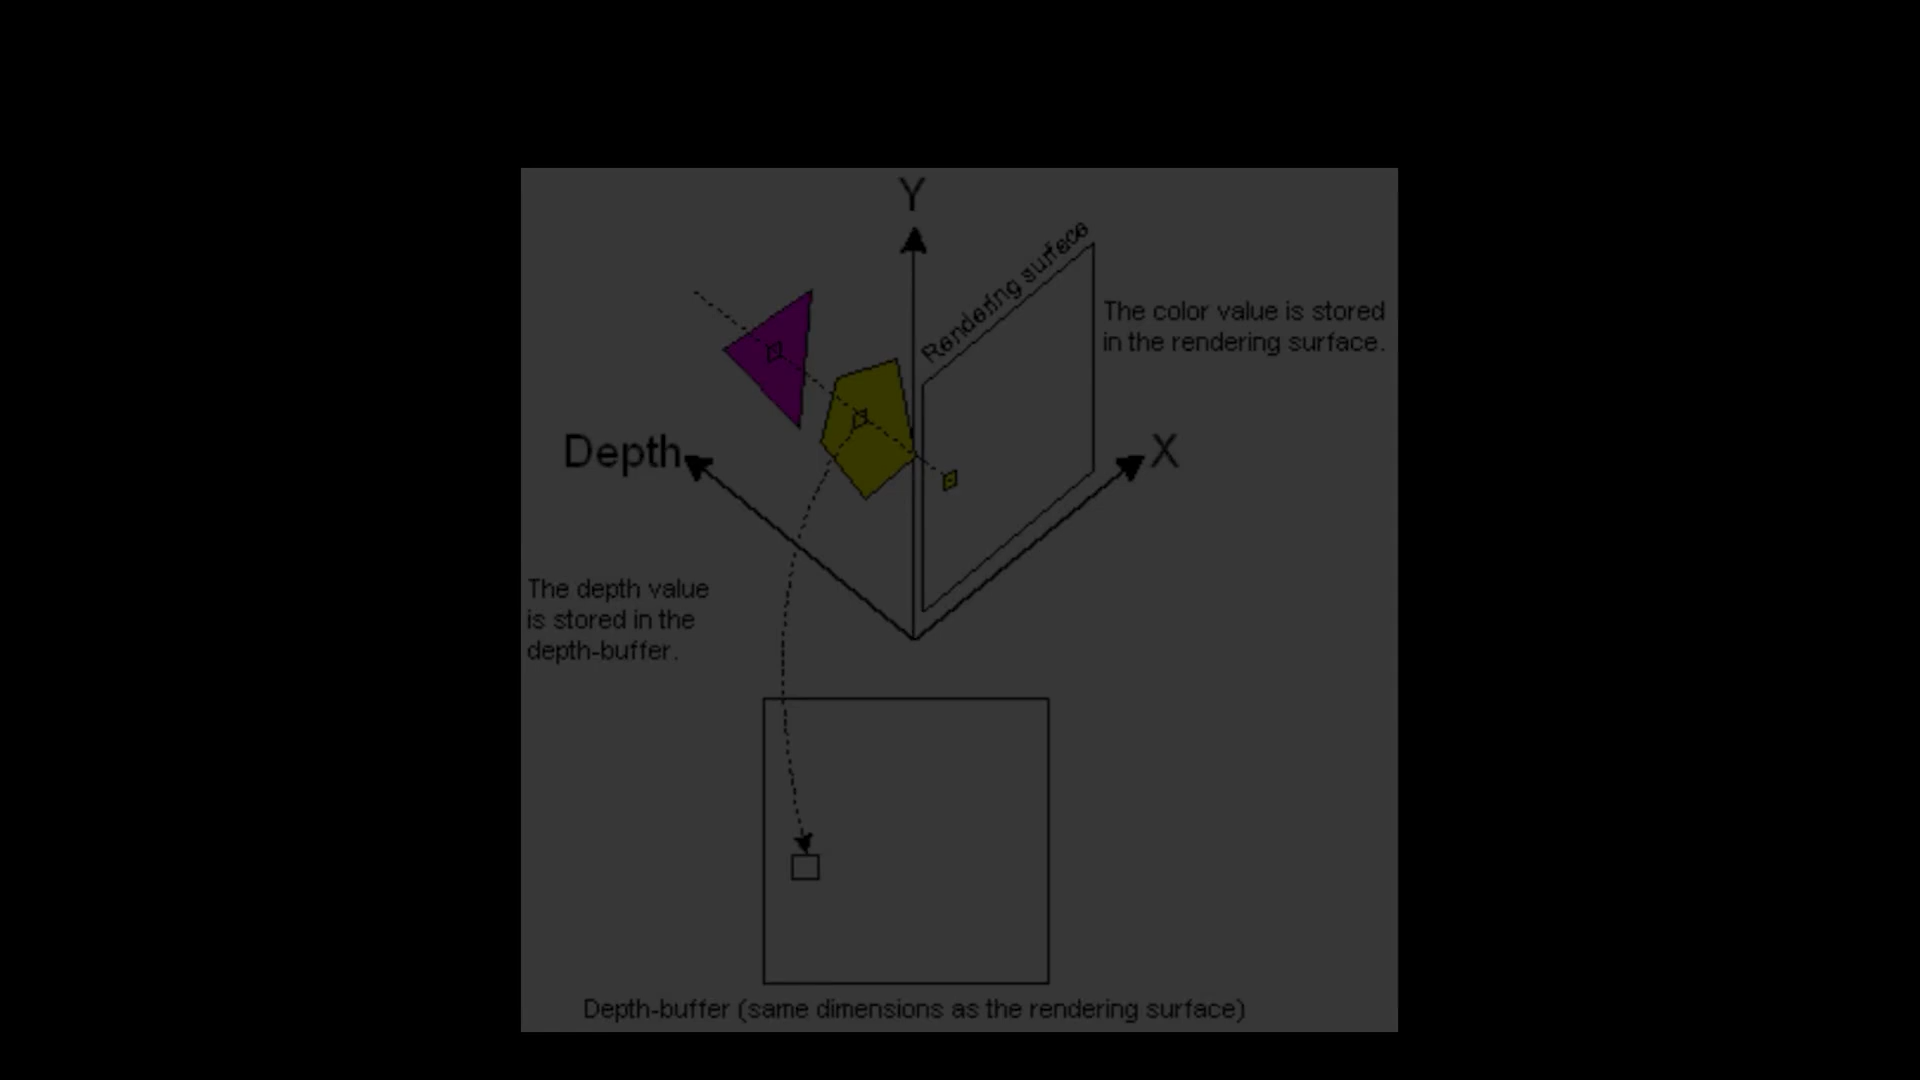 Y
Rendering surface
The color value is stored
in the rendering surface.
Depth
X
The depth value
is stored in the
depth-buffer.
Depth-buffer (same dimensions as the rendering surface)